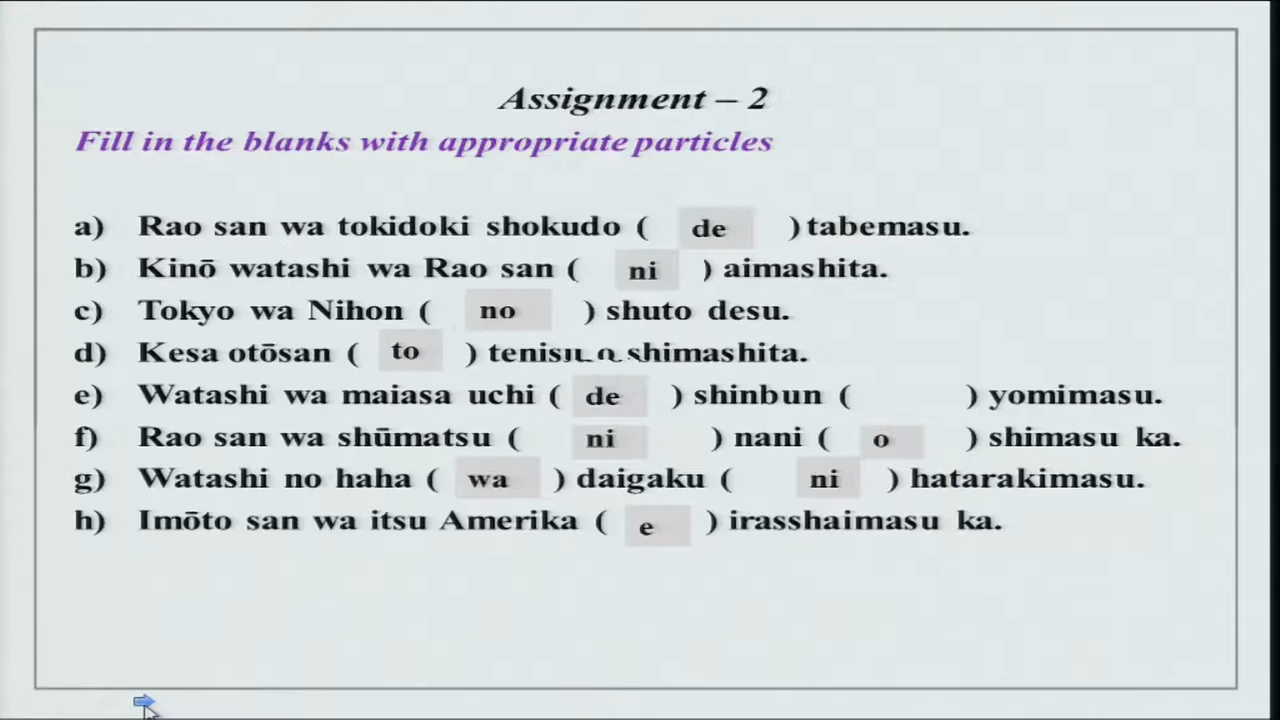 Assignment – 2
Fill in the blanks with appropriate particles
a) Rao san wa tokidoki shokudo ( de ) tabemasu.
b) Kinō watashi wa Rao san ( ni ) aimashita.
c) Tokyo wa Nihon ( no ) shuto desu.
d) Kesa otōsan ( to ) shimashita.
e) Watashi wa maiasa uchi ( de ) shinbun ( ) yomimasu.
f) Rao san wa shūmatsu ( ni ) nani ( o ) shimasu ka.
g) Watashi no haha ( wa ) daigaku ( ni ) hatarakimasu.
h) Imōto san wa itsu Amerika ( e ) irasshaimasu ka.